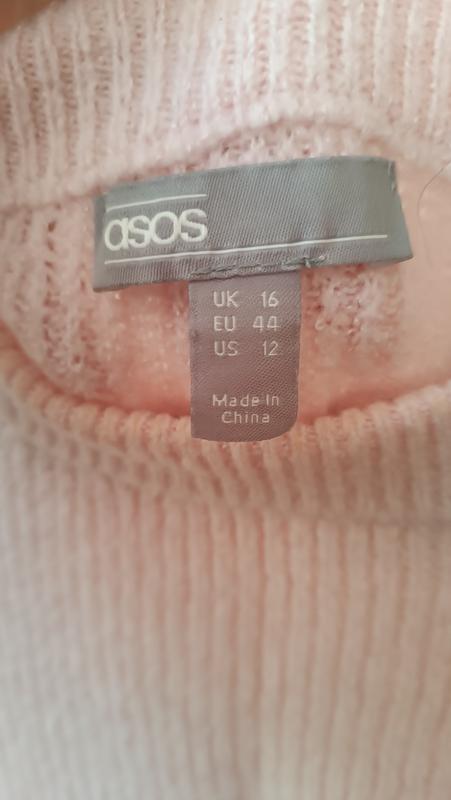 asos
UK 16
EU 44
US 12
Made In
China